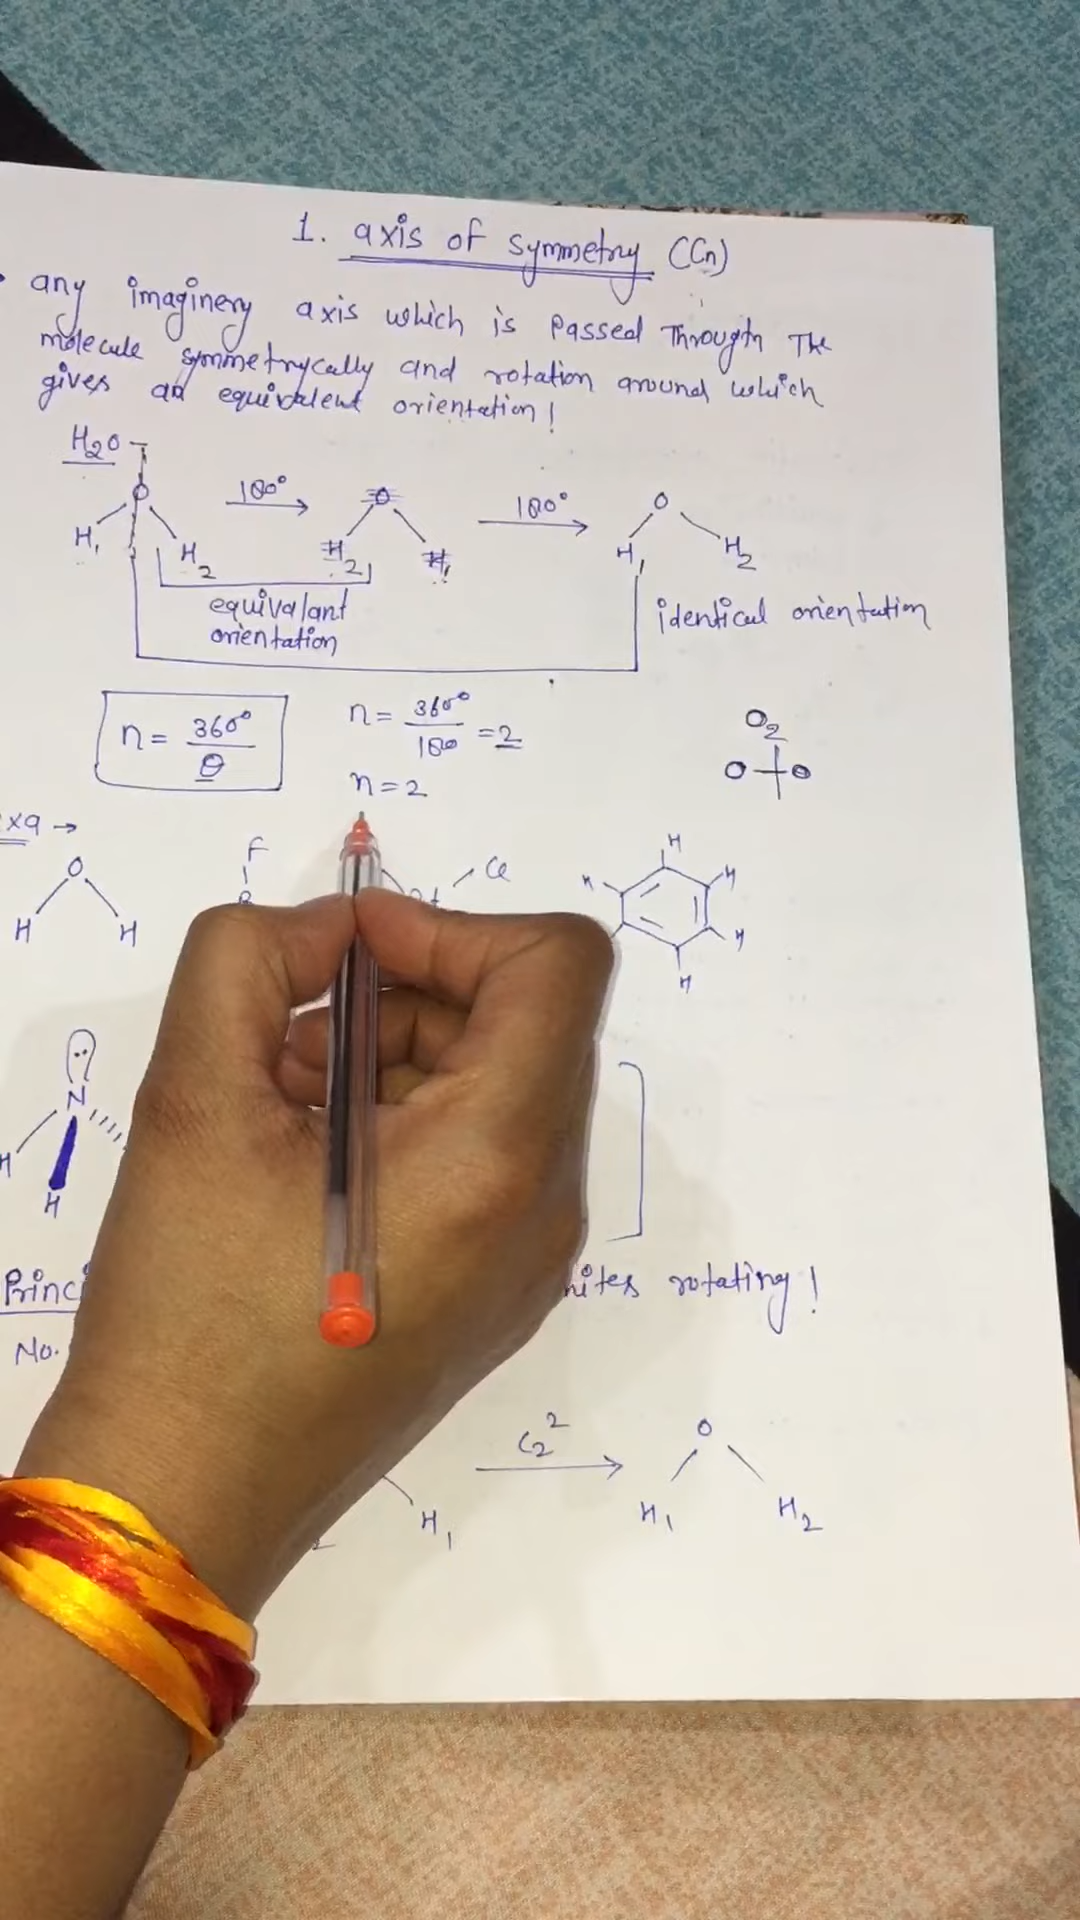 1. axis of symmetry (Cn)
any imaginery axis which is passed Through The
molecule symmetrycally and rotation around which
gives an equivalent orientation!
H2O
O 180° O 180° O
H1 H2 H2 H1 H1 H2
equivalant
orientation
identical orientation
n = 360°/θ
n = 360°/180 = 2
n = 2
O2
O O
F
O
H H
Cl
H
H H
H
H
N
H
H
rotating!
No.
C2^2
O
H1
H1 H2